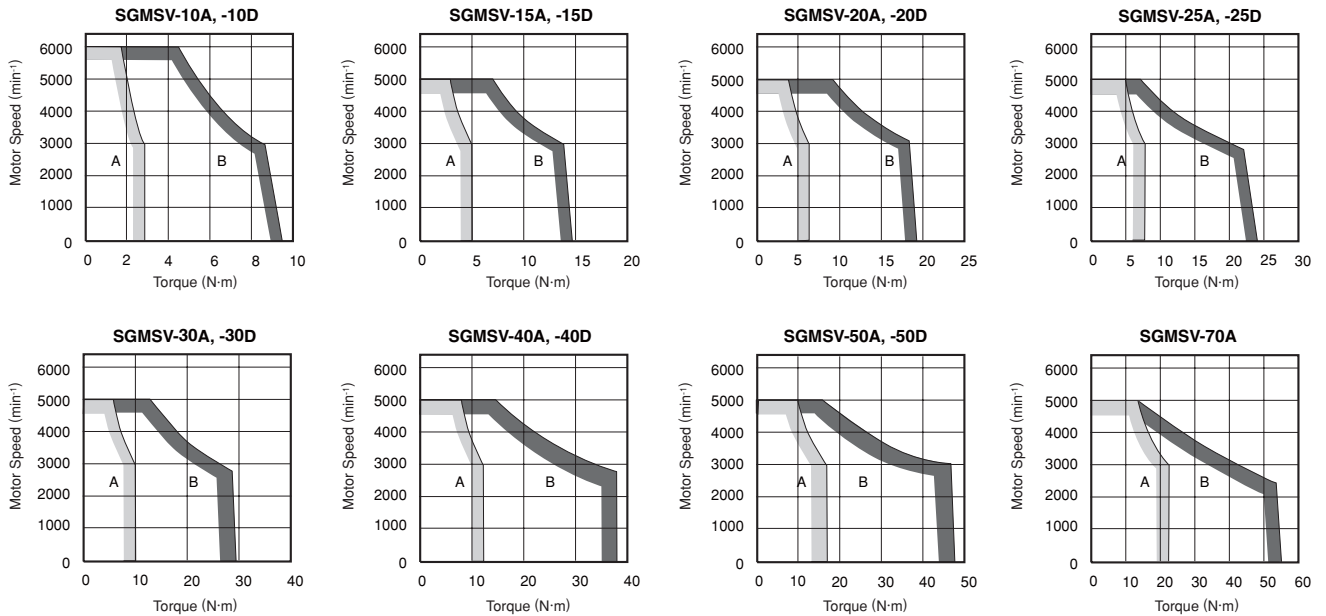 SGMSV-10A, -10D
Motor Speed (min⁻¹)
6000
5000
4000
3000
2000
1000
0
A
B
0 2 4 6 8 10
Torque (N·m)
SGMSV-15A, -15D
Motor Speed (min⁻¹)
6000
5000
4000
3000
2000
1000
0
A
B
0 5 10 15 20
Torque (N·m)
SGMSV-20A, -20D
Motor Speed (min⁻¹)
6000
5000
4000
3000
2000
1000
0
A
B
0 5 10 15 20 25
Torque (N·m)
SGMSV-25A, -25D
Motor Speed (min⁻¹)
6000
5000
4000
3000
2000
1000
0
A
B
0 5 10 15 20 25 30
Torque (N·m)
SGMSV-30A, -30D
Motor Speed (min⁻¹)
6000
5000
4000
3000
2000
1000
0
A
B
0 10 20 30 40
Torque (N·m)
SGMSV-40A, -40D
Motor Speed (min⁻¹)
6000
5000
4000
3000
2000
1000
0
A
B
0 10 20 30 40
Torque (N·m)
SGMSV-50A, -50D
Motor Speed (min⁻¹)
6000
5000
4000
3000
2000
1000
0
A
B
0 10 20 30 40 50
Torque (N·m)
SGMSV-70A
Motor Speed (min⁻¹)
6000
5000
4000
3000
2000
1000
0
A
B
0 10 20 30 40 50 60
Torque (N·m)